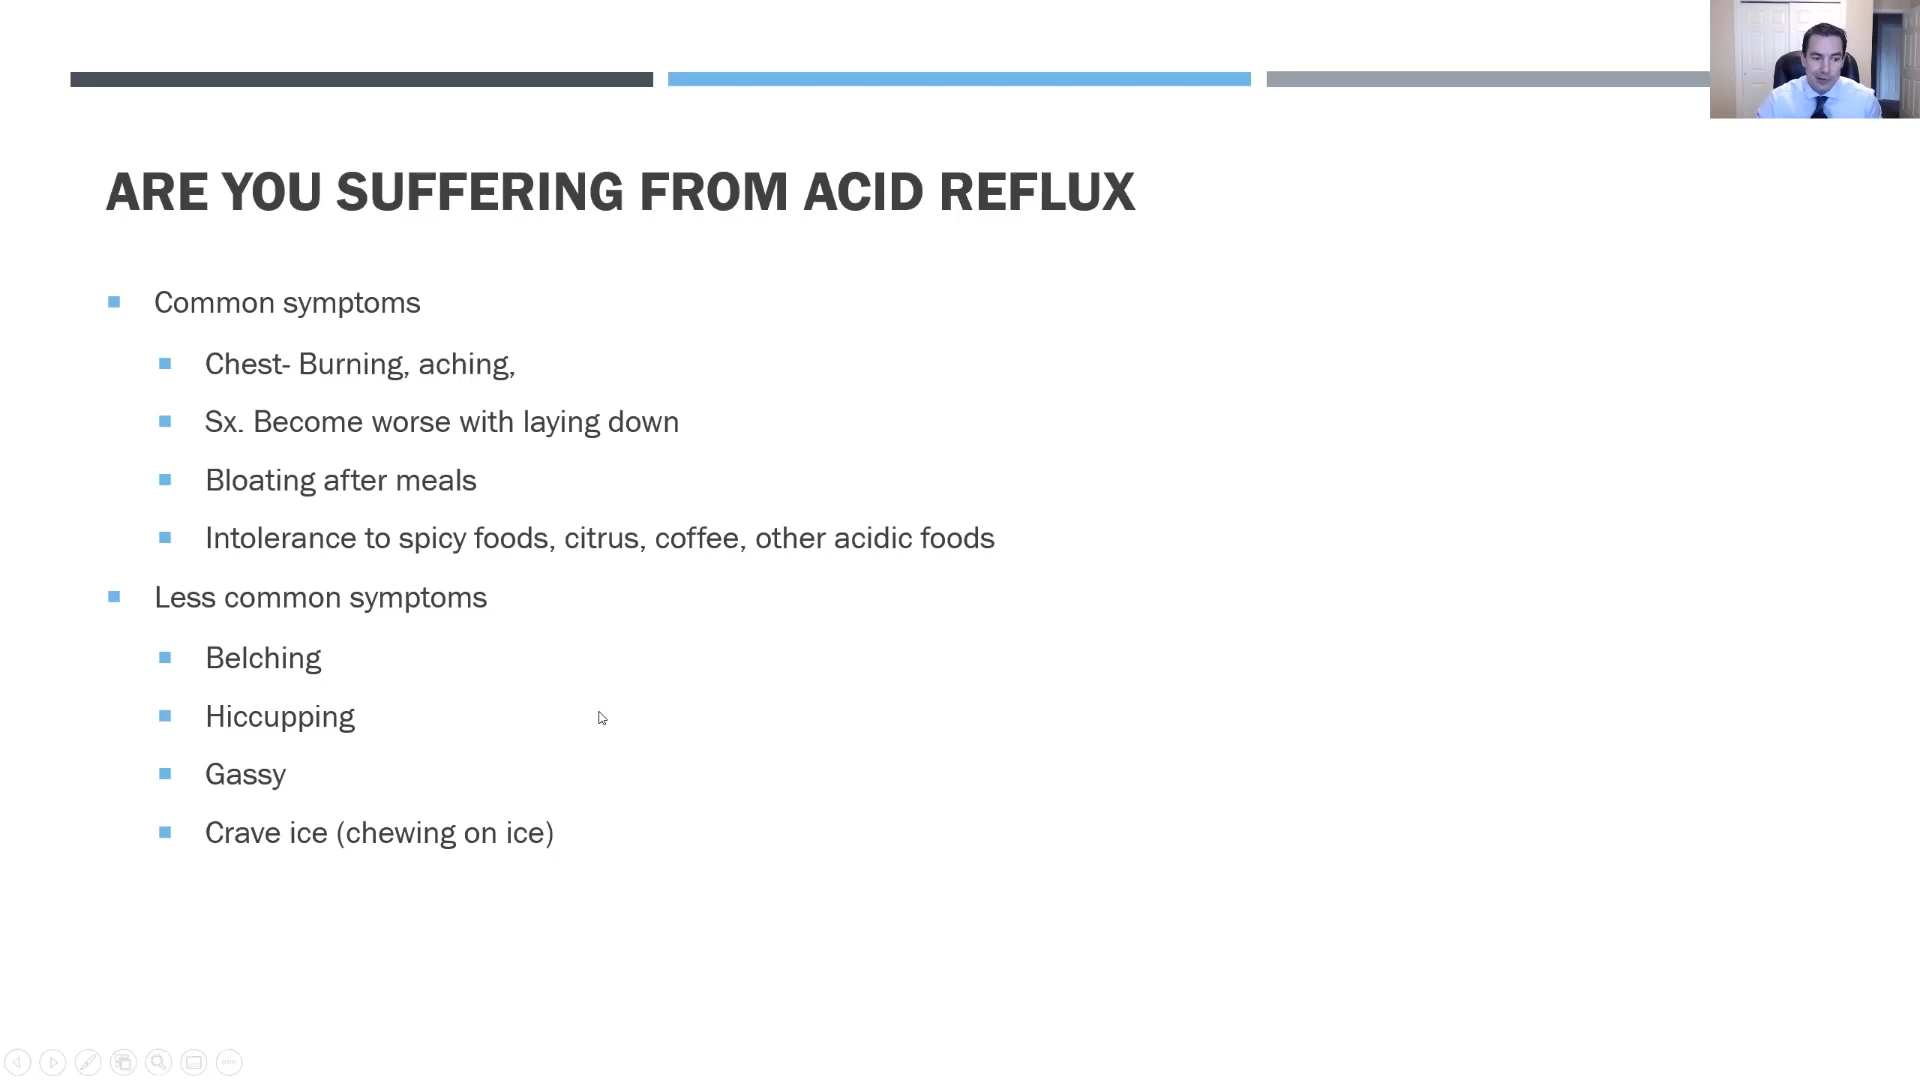 ARE YOU SUFFERING FROM ACID REFLUX
Common symptoms
Chest- Burning, aching,
Sx. Become worse with laying down
Bloating after meals
Intolerance to spicy foods, citrus, coffee, other acidic foods
Less common symptoms
Belching
Hiccupping
Gassy
Crave ice (chewing on ice)